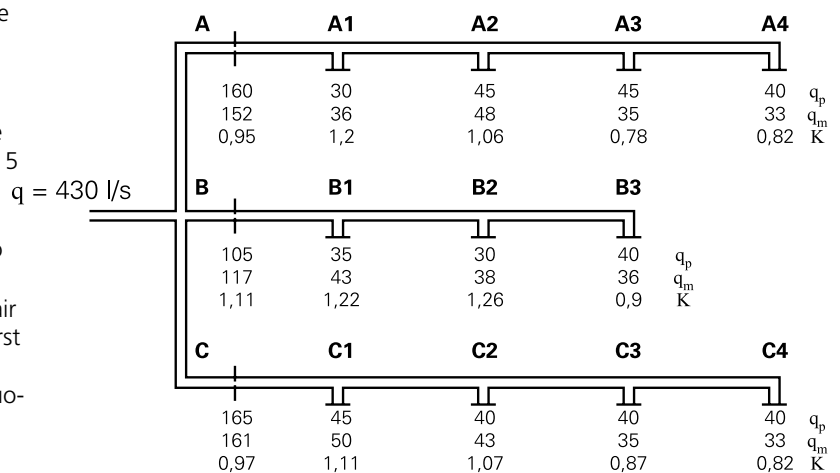 e
e
5
o
air
rst
uo-
q = 430 l/s
A A1 A2 A3 A4
160 30 45 45 40 qp
152 36 48 35 33 qm
0,95 1,2 1,06 0,78 0,82 K
B B1 B2 B3
105 35 30 40 qp
117 43 38 36 qm
1,11 1,22 1,26 0,9 K
C C1 C2 C3 C4
165 45 40 40 40 qp
161 50 43 35 33 qm
0,97 1,11 1,07 0,87 0,82 K